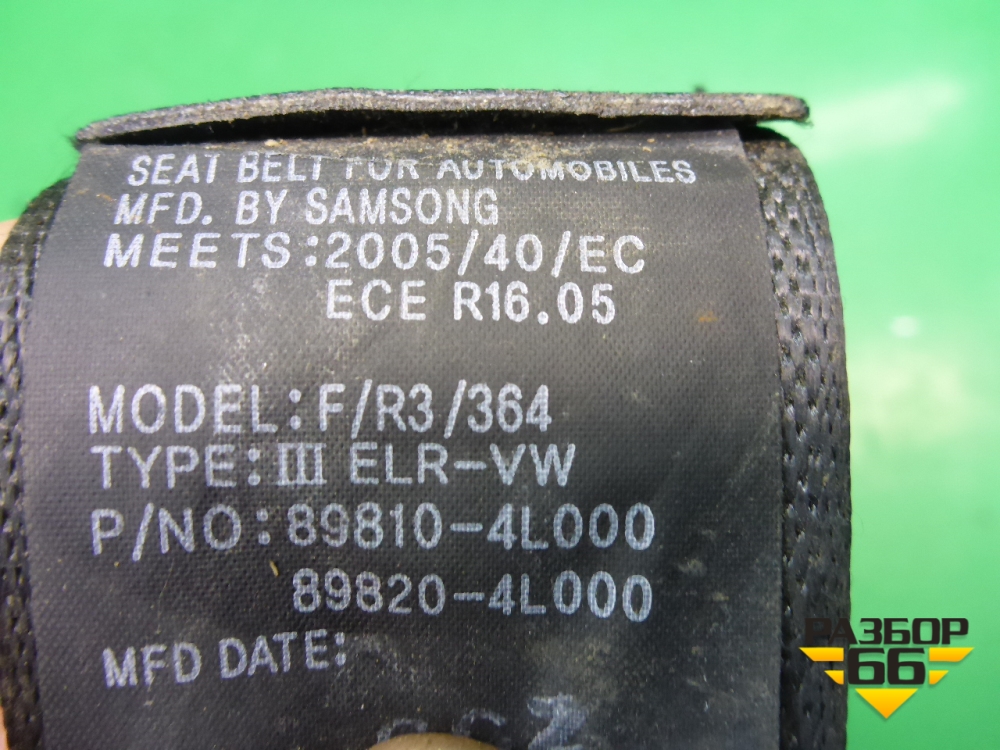 SEAT BELT FOR AUTOMOBILES
MFD. BY SAMSONG
MEETS:2005/40/EC
ECE R16.05
MODEL:F/R3/364
TYPE:III ELR-VW
P/NO:89810-4L000
89820-4L000
MFD DATE:
РАЗБОР
66